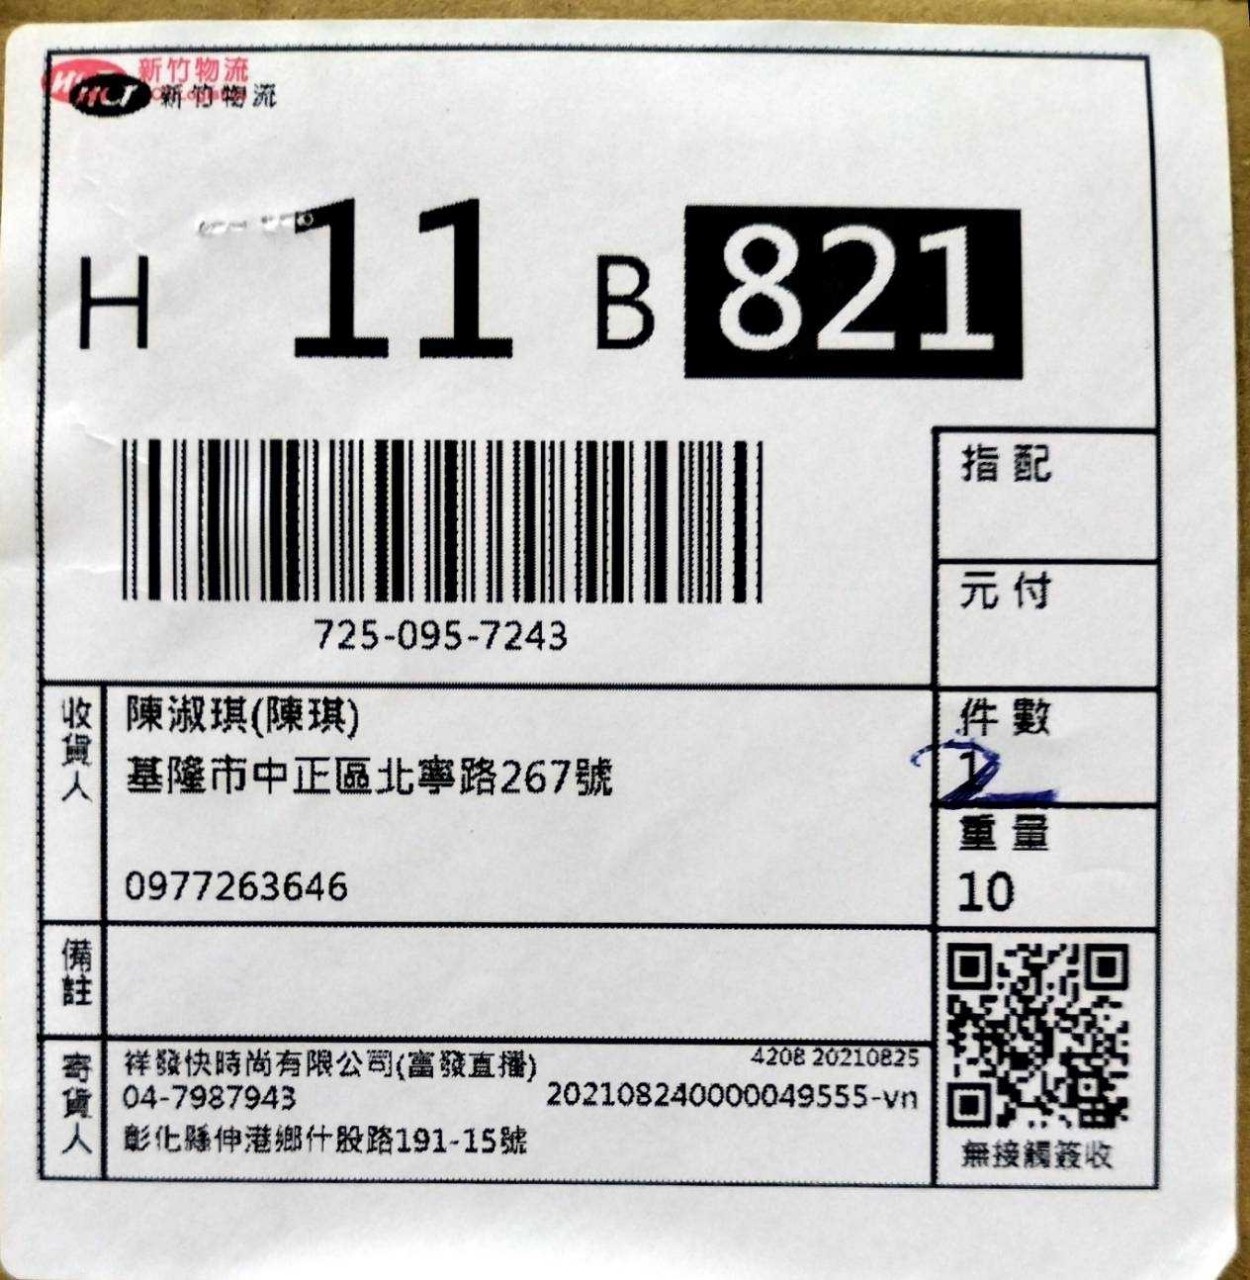 新竹物流
HCT 新竹物流
H 11 B 821
725-095-7243
指配
元付
收貨人
陳淑琪(陳琪)
基隆市中正區北寧路267號
0977263646
件數
2
重量
10
備註
寄貨人
祥發快時尚有限公司(富發直播)
4208 20210825
04-7987943
202108240000049555-vn
彰化縣伸港鄉什股路191-15號
無接觸簽收